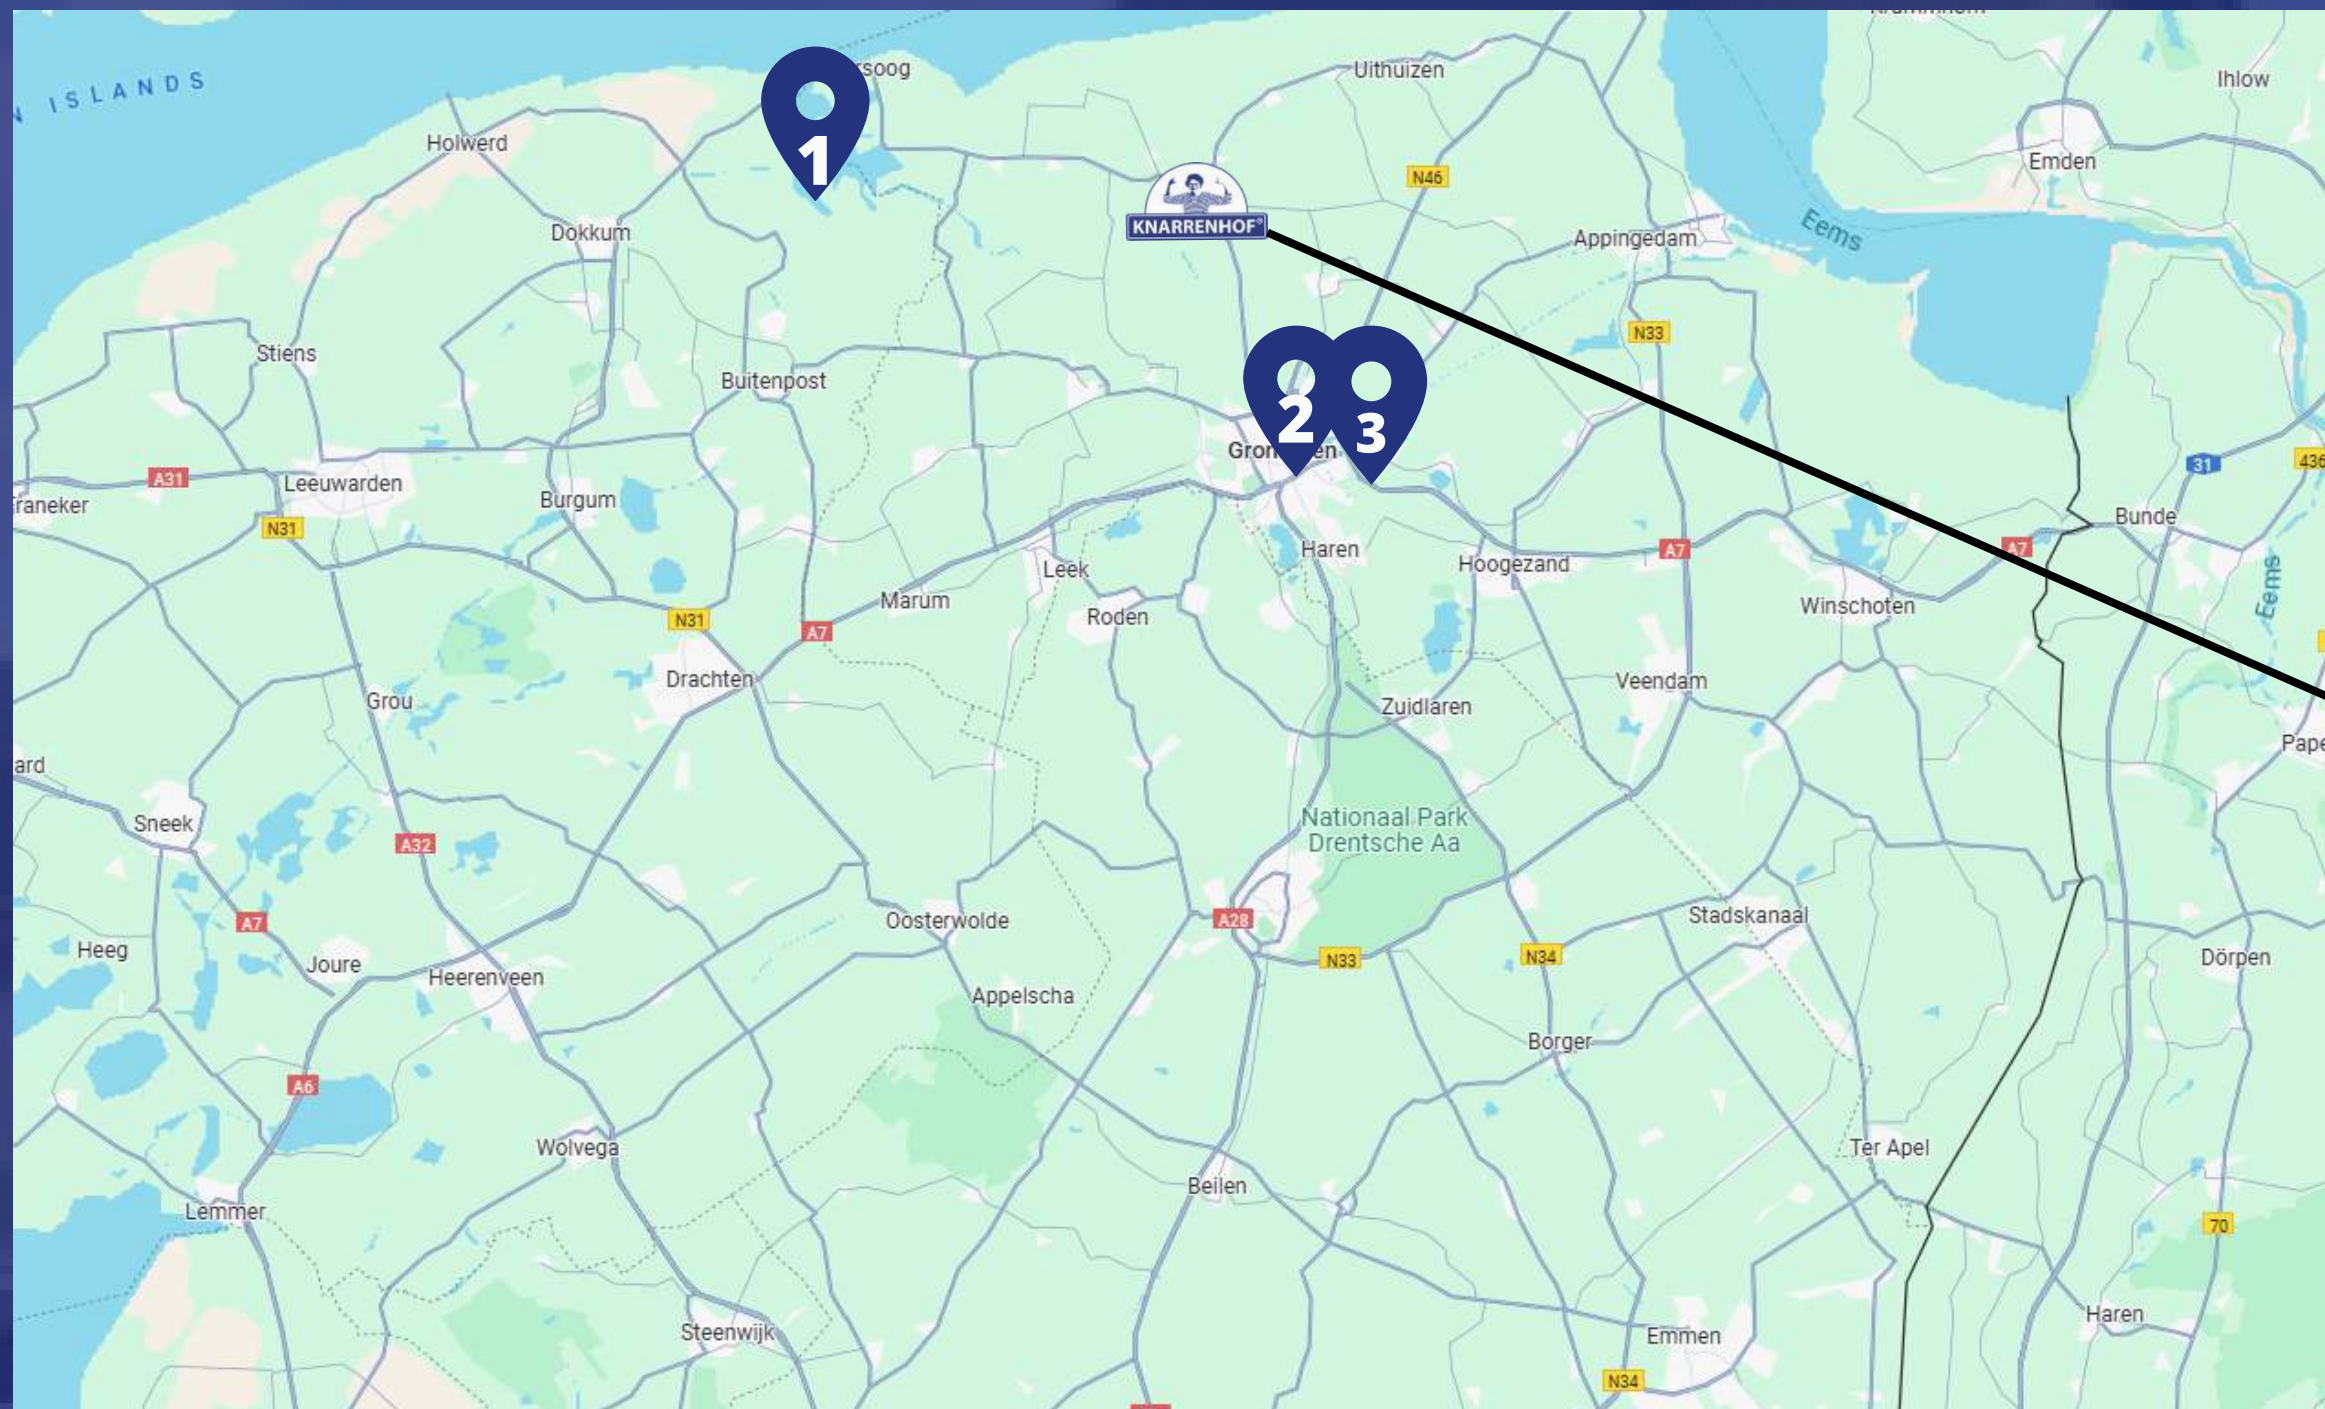 ISLANDS
Holwerd
1
rsoog
Uithuizen
Ihlow
N46
Emden
KNARRENHOF®
Dokkum
Appingedam
Eems
Stiens
N33
Buitenpost
2
3
A31
Leeuwarden
Burgum
31
436
raneker
N31
Bunde
Haren
Hoogezand
A7
A7
Leek
Marum
Roden
Winschoten
Eems
N31
A7
Drachten
Veendam
Grou
Zuidlaren
Pape
ard
Sneek
Nationaal Park
Drentsche Aa
A32
A7
Oosterwolde
A28
Stadskanaal
Heeg
Joure
Heerenveen
N33
N34
Dörpen
Appelscha
Borger
A6
Wolvega
Ter Apel
Beilen
Lemmer
70
Steenwijk
Emmen
Haren
N34